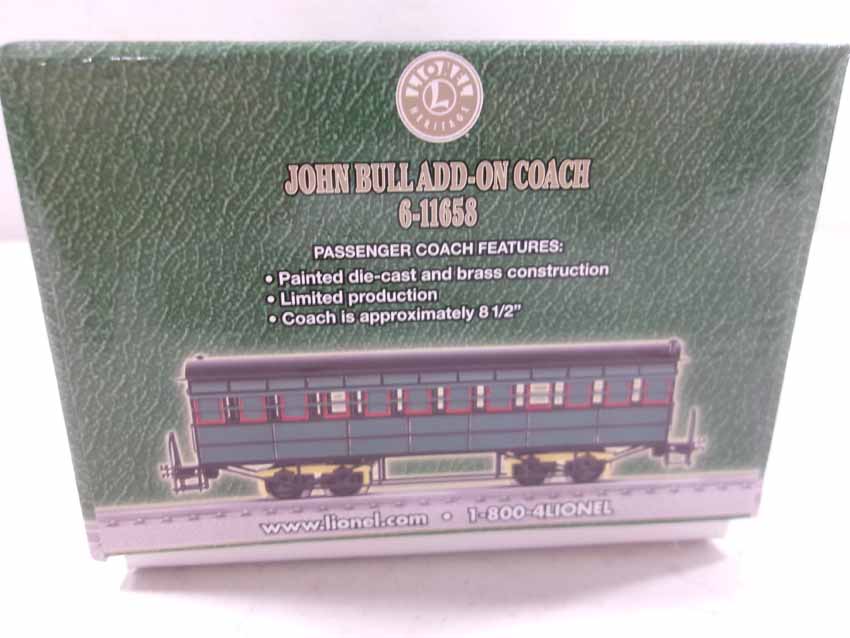 LIONEL
L
HERITAGE
JOHN BULL ADD-ON COACH
6-11658
PASSENGER COACH FEATURES:
• Painted die-cast and brass construction
• Limited production
• Coach is approximately 8 1/2"
www.lionel.com • 1-800-4LIONEL